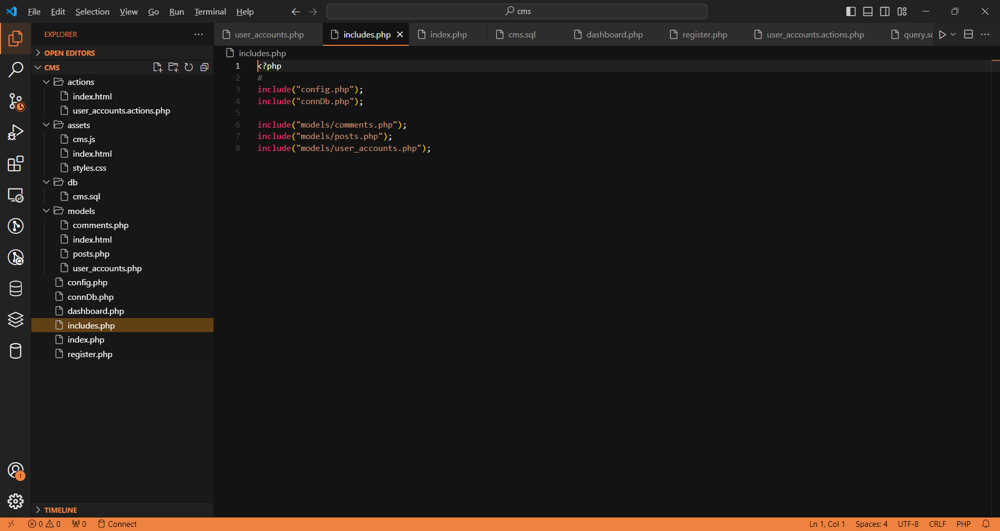 File Edit Selection View Go Run Terminal Help
cms
EXPLORER
OPEN EDITORS
CMS
actions
index.html
user_accounts.actions.php
assets
cms.js
index.html
styles.css
db
cms.sql
models
comments.php
index.html
posts.php
user_accounts.php
config.php
connDb.php
dashboard.php
includes.php
index.php
register.php
TIMELINE
user_accounts.php includes.php index.php cms.sql dashboard.php register.php user_accounts.actions.php query.sc
includes.php
1 <?php
2 #
3 include("config.php");
4 include("connDb.php");
5
6 include("models/comments.php");
7 include("models/posts.php");
8 include("models/user_accounts.php");
1
0 0 0 Connect
Ln 1, Col 1 Spaces: 4 UTF-8 CRLF PHP